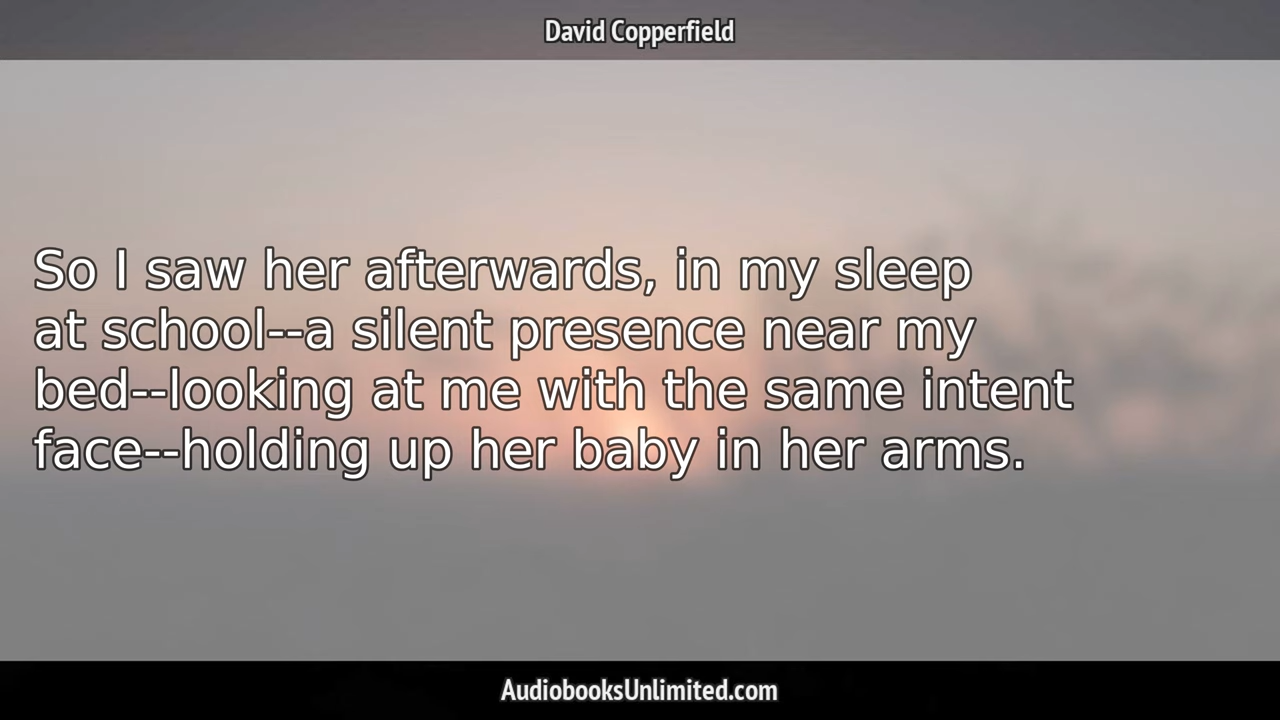 David Copperfield
So I saw her afterwards, in my sleep
at school--a silent presence near my
bed--looking at me with the same intent
face--holding up her baby in her arms.
AudiobooksUnlimited.com